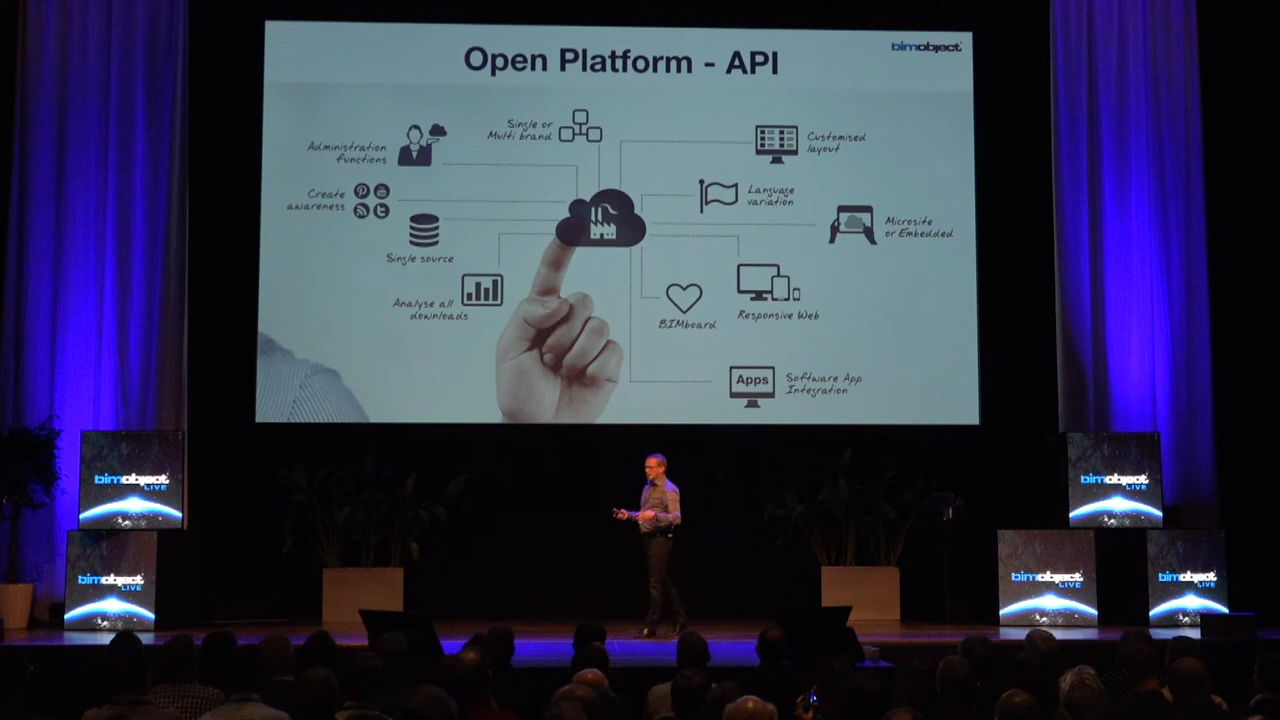 Open Platform - API
bimobject
Administration
functions
Single or
Multi brand
Customised
layout
Create
awareness
Language
variation
Microsite
or Embedded
Single source
Analyse all
downloads
BIMboard
Responsive Web
Apps
Software App
Integration
bimobject
LIVE
bimobject
LIVE
bimobject
LIVE
bimobject
LIVE
bimobject
LIVE